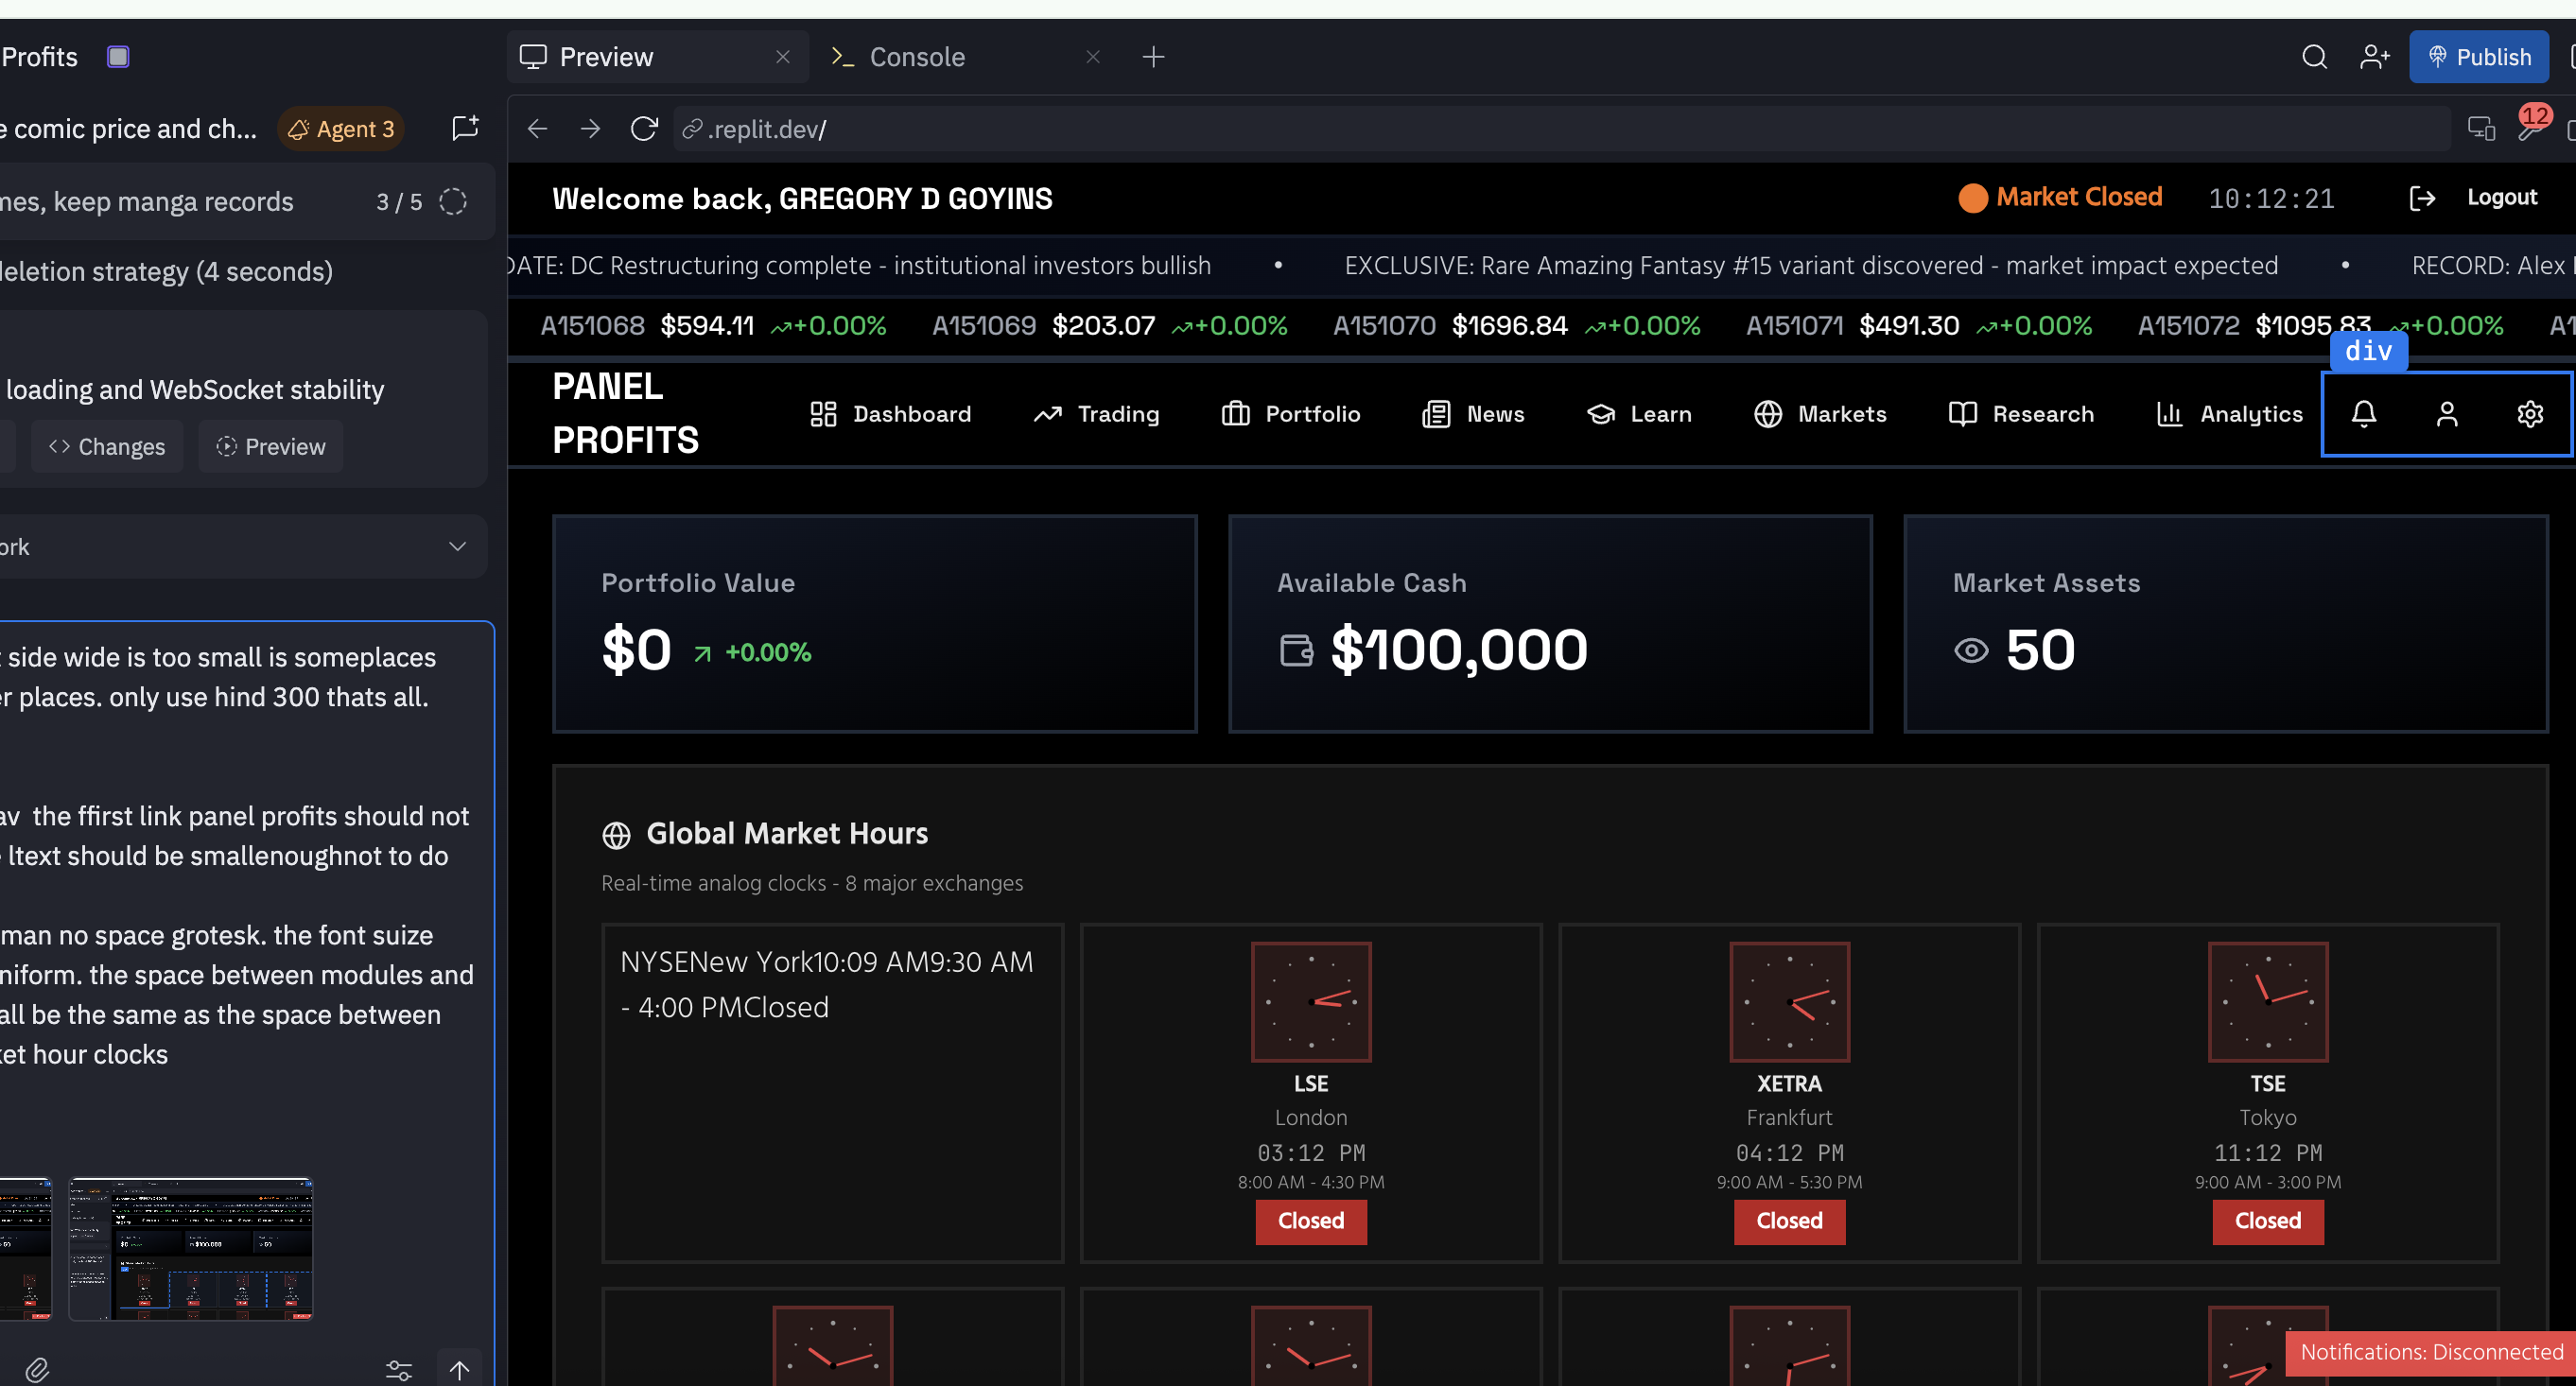 Profits
Preview
Console
Publish
e comic price and ch...
Agent 3
.replit.dev/
12
mes, keep manga records
3 / 5
deletion strategy (4 seconds)
loading and WebSocket stability
Changes
Preview
ork
side wide is too small is someplaces
er places. only use hind 300 thats all.
av the ffirst link panel profits should not
ltext should be smallenoughnot to do
man no space grotesk. the font suize
niform. the space between modules and
all be the same as the space between
ket hour clocks
Welcome back, GREGORY D GOYINS
Market Closed
10:12:21
Logout
DATE: DC Restructuring complete - institutional investors bullish • EXCLUSIVE: Rare Amazing Fantasy #15 variant discovered - market impact expected • RECORD: Alex
A151068 $594.11 +0.00% A151069 $203.07 +0.00% A151070 $1696.84 +0.00% A151071 $491.30 +0.00% A151072 $1095.83 +0.00% A1
div
PANEL
PROFITS
Dashboard
Trading
Portfolio
News
Learn
Markets
Research
Analytics
Portfolio Value
$0 +0.00%
Available Cash
$100,000
Market Assets
50
Global Market Hours
Real-time analog clocks - 8 major exchanges
NYSENew York10:09 AM9:30 AM
- 4:00 PMClosed
LSE
London
03:12 PM
8:00 AM - 4:30 PM
Closed
XETRA
Frankfurt
04:12 PM
9:00 AM - 5:30 PM
Closed
TSE
Tokyo
11:12 PM
9:00 AM - 3:00 PM
Closed
Notifications: Disconnected